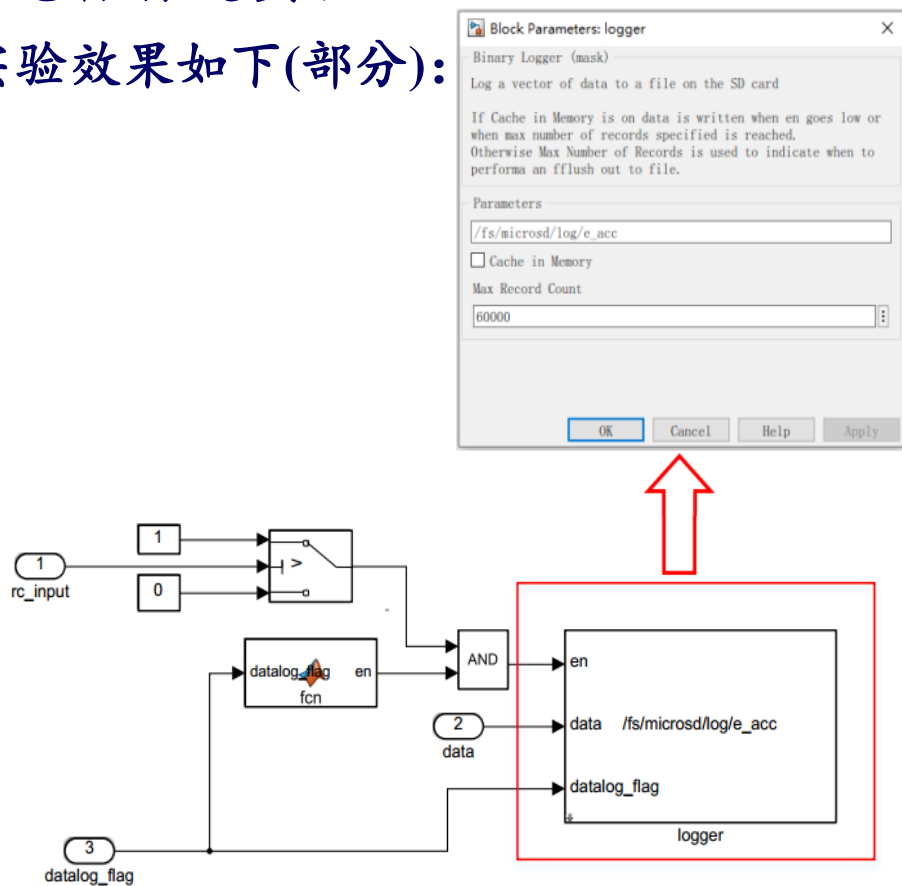 验效果如下(部分):
Block Parameters: logger
Binary Logger (mask)
Log a vector of data to a file on the SD card
If Cache in Memory is on data is written when en goes low or
when max number of records specified is reached.
Otherwise Max Number of Records is used to indicate when to
performa an fflush out to file.
Parameters
/fs/microsd/log/e_acc
Cache in Memory
Max Record Count
60000
OK Cancel Help Apply
1
1
>
rc_input
0
datalog_flag en
fcn
AND
en
2
data
data /fs/microsd/log/e_acc
datalog_flag
logger
3
datalog_flag